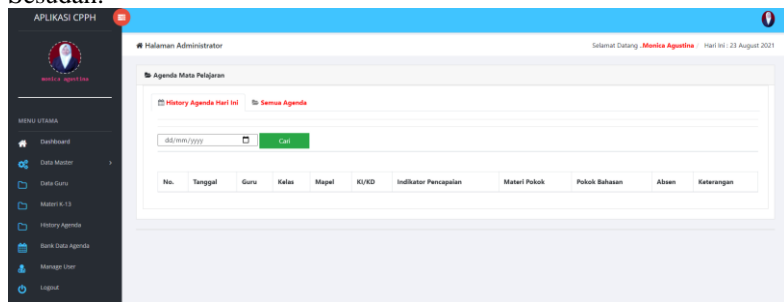 Sesudah:
APLIKASI CPPH
monica agustina
MENU UTAMA
Dashboard
Data Master
Data Guru
Materi K-13
History Agenda
Bank Data Agenda
Manage User
Logout
Halaman Administrator
Selamat Datang ..Monica Agustina / Hari Ini : 23 August 2021
Agenda Mata Pelajaran
History Agenda Hari Ini Semua Agenda
dd/mm/yyyy Cari
No. Tanggal Guru Kelas Mapel KI/KD Indikator Pencapaian Materi Pokok Pokok Bahasan Absen Keterangan